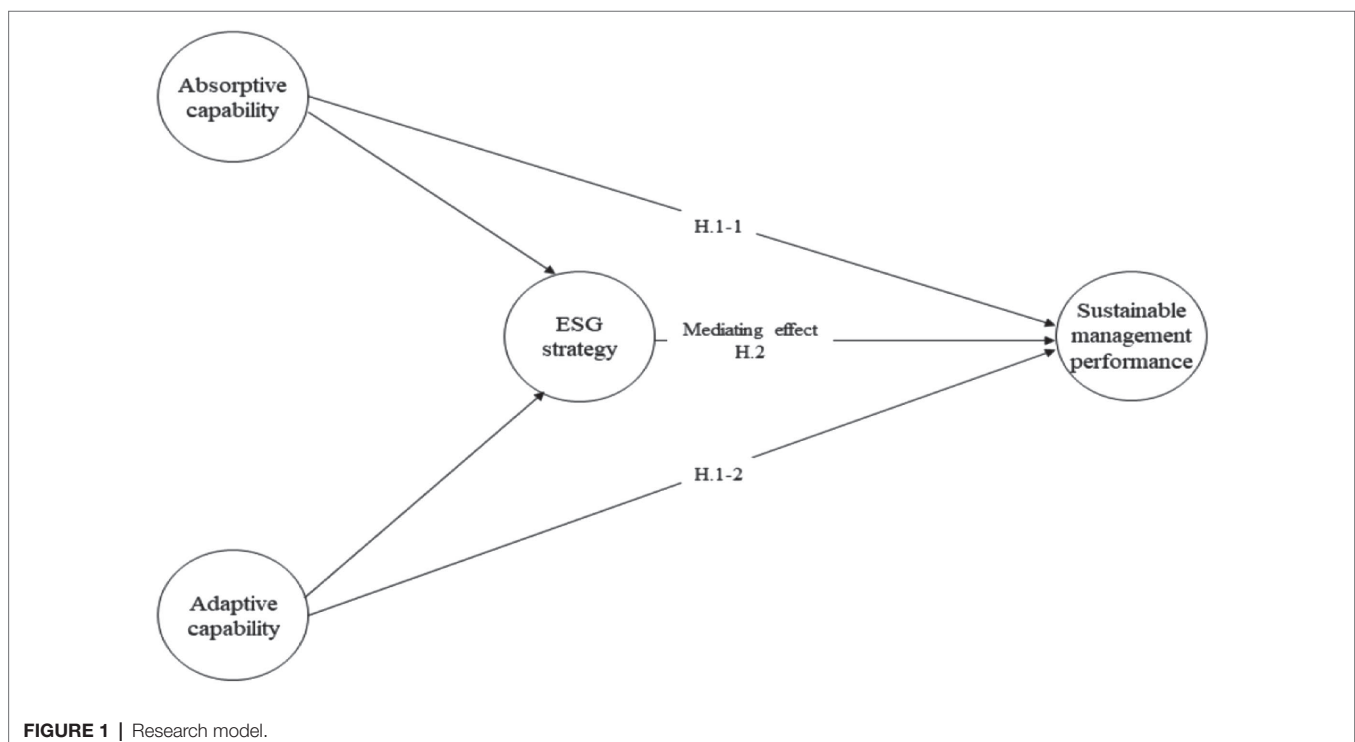 Absorptive
capability
H.1-1
ESG
strategy
Mediating effect
H.2
Sustainable
management
performance
H.1-2
Adaptive
capability
FIGURE 1 | Research model.